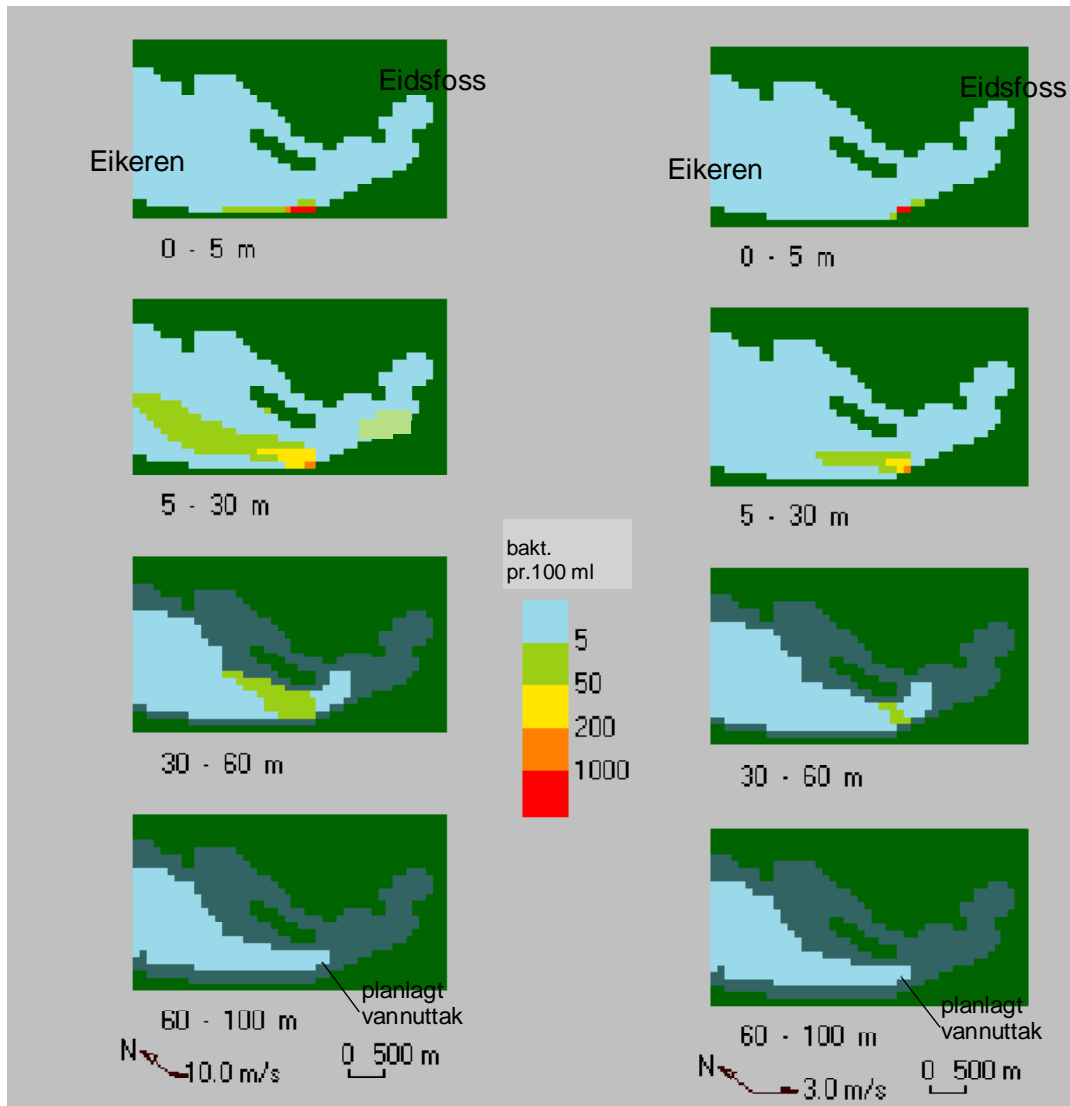 Eidsfoss
Eikeren
0 - 5 m
5 - 30 m
30 - 60 m
60 - 100 m
planlagt
vannuttak
N
10.0 m/s
0 500 m
bakt.
pr.100 ml
5
50
200
1000
Eidsfoss
Eikeren
0 - 5 m
5 - 30 m
30 - 60 m
60 - 100 m
planlagt
vannuttak
N
3.0 m/s
0 500 m